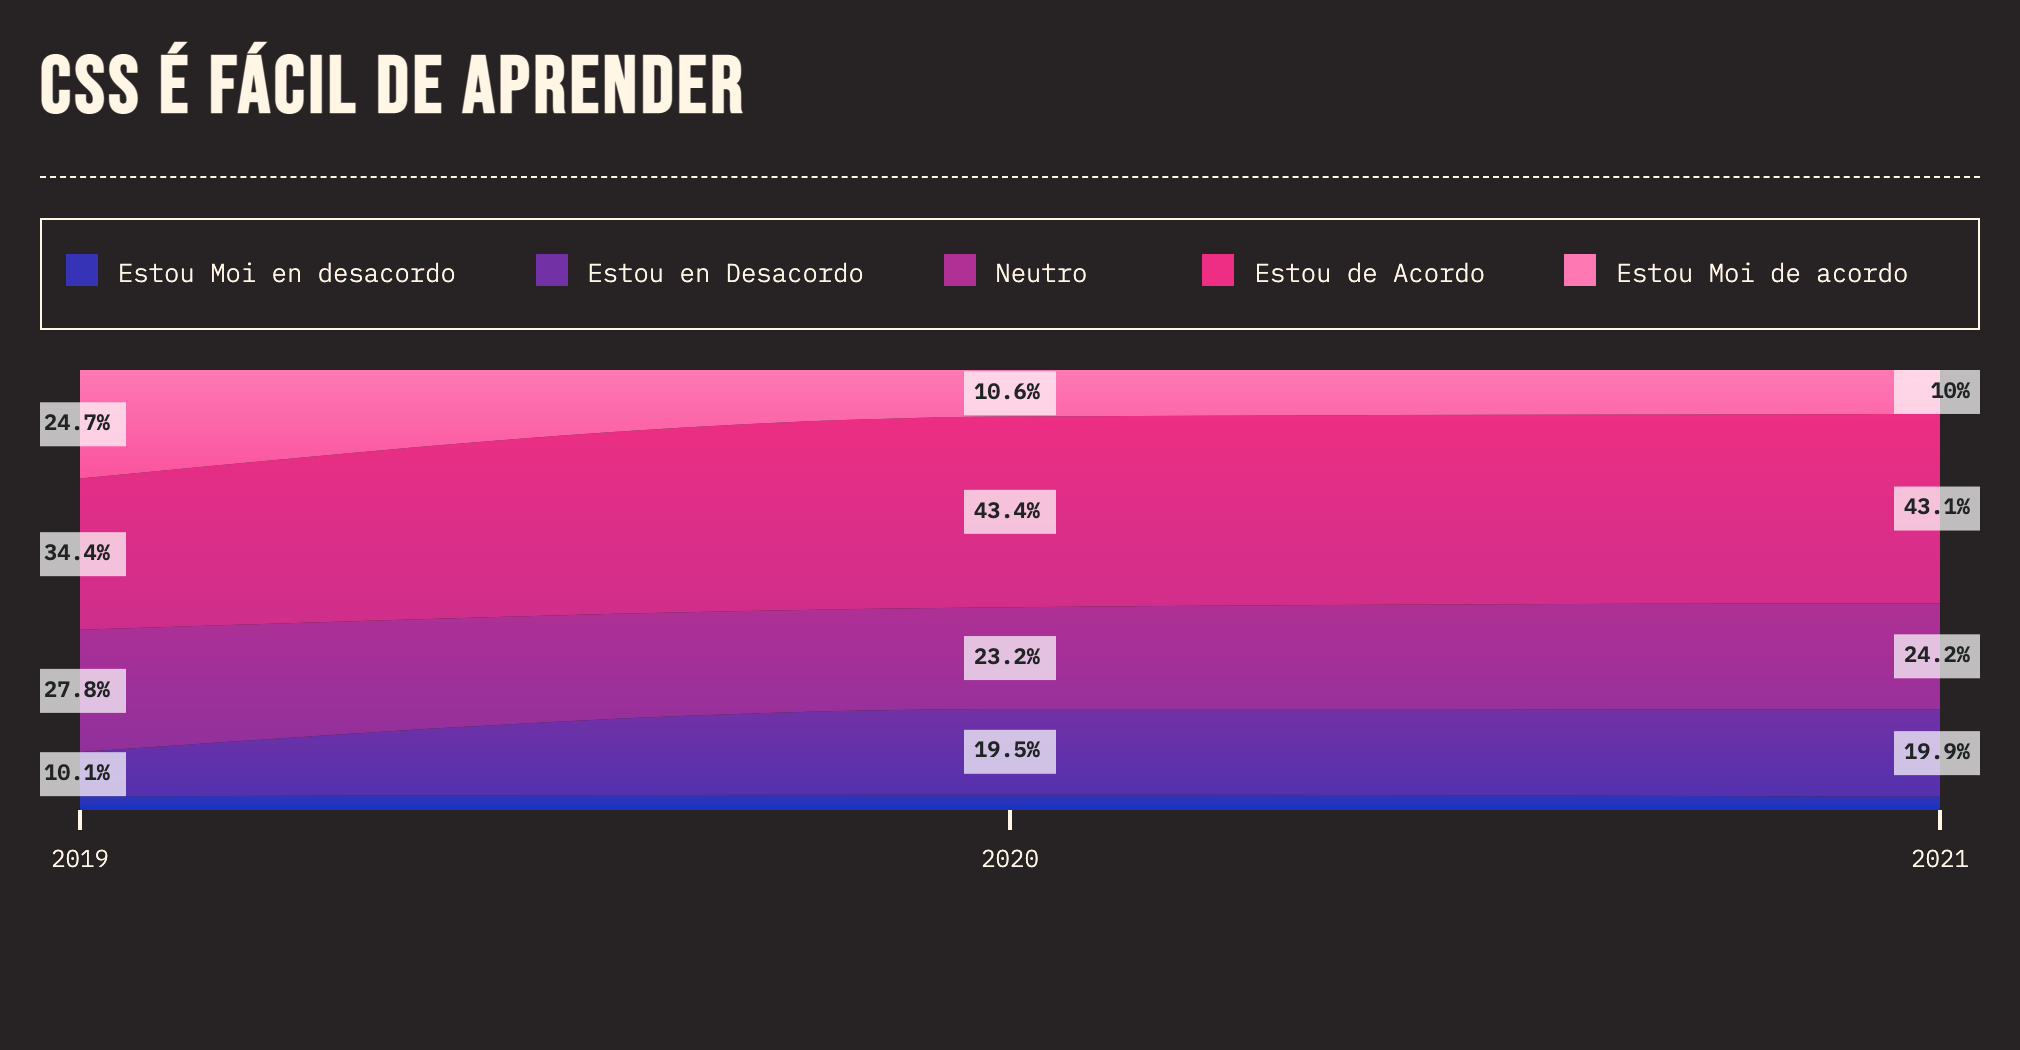 CSS É FÁCIL DE APRENDER
Estou Moi en desacordo Estou en Desacordo Neutro Estou de Acordo Estou Moi de acordo
24.7% 10.6% 10%
34.4% 43.4% 43.1%
27.8% 23.2% 24.2%
10.1% 19.5% 19.9%
2019 2020 2021